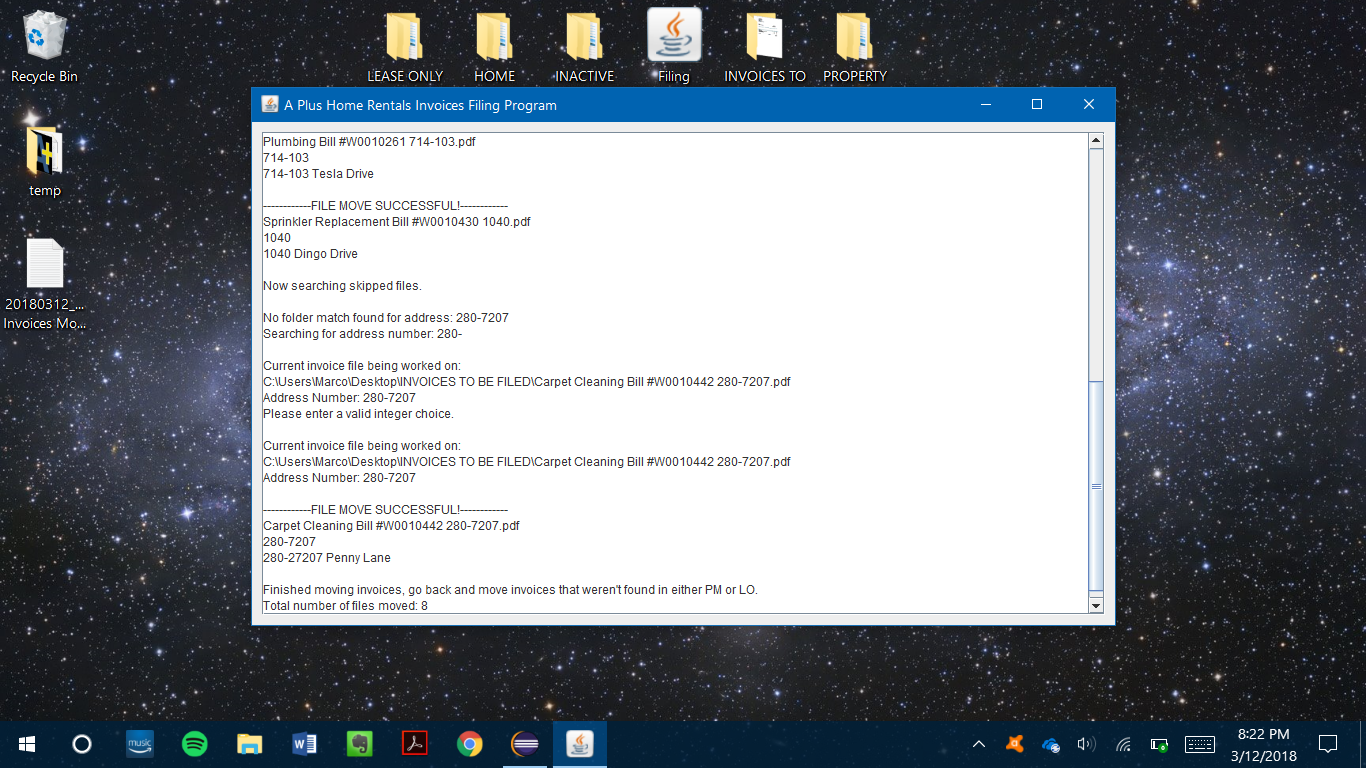 Recycle Bin
LEASE ONLY
HOME
INACTIVE
Filing
INVOICES TO
PROPERTY
temp
20180312_...
Invoices Mo...
A Plus Home Rentals Invoices Filing Program
Plumbing Bill #W0010261 714-103.pdf
714-103
714-103 Tesla Drive
------------FILE MOVE SUCCESSFUL!------------
Sprinkler Replacement Bill #W0010430 1040.pdf
1040
1040 Dingo Drive
Now searching skipped files.
No folder match found for address: 280-7207
Searching for address number: 280-
Current invoice file being worked on:
C:\Users\Marco\Desktop\INVOICES TO BE FILED\Carpet Cleaning Bill #W0010442 280-7207.pdf
Address Number: 280-7207
Please enter a valid integer choice.
Current invoice file being worked on:
C:\Users\Marco\Desktop\INVOICES TO BE FILED\Carpet Cleaning Bill #W0010442 280-7207.pdf
Address Number: 280-7207
------------FILE MOVE SUCCESSFUL!------------
Carpet Cleaning Bill #W0010442 280-7207.pdf
280-7207
280-27207 Penny Lane
Finished moving invoices, go back and move invoices that weren't found in either PM or LO.
Total number of files moved: 8
music
8:22 PM
3/12/2018